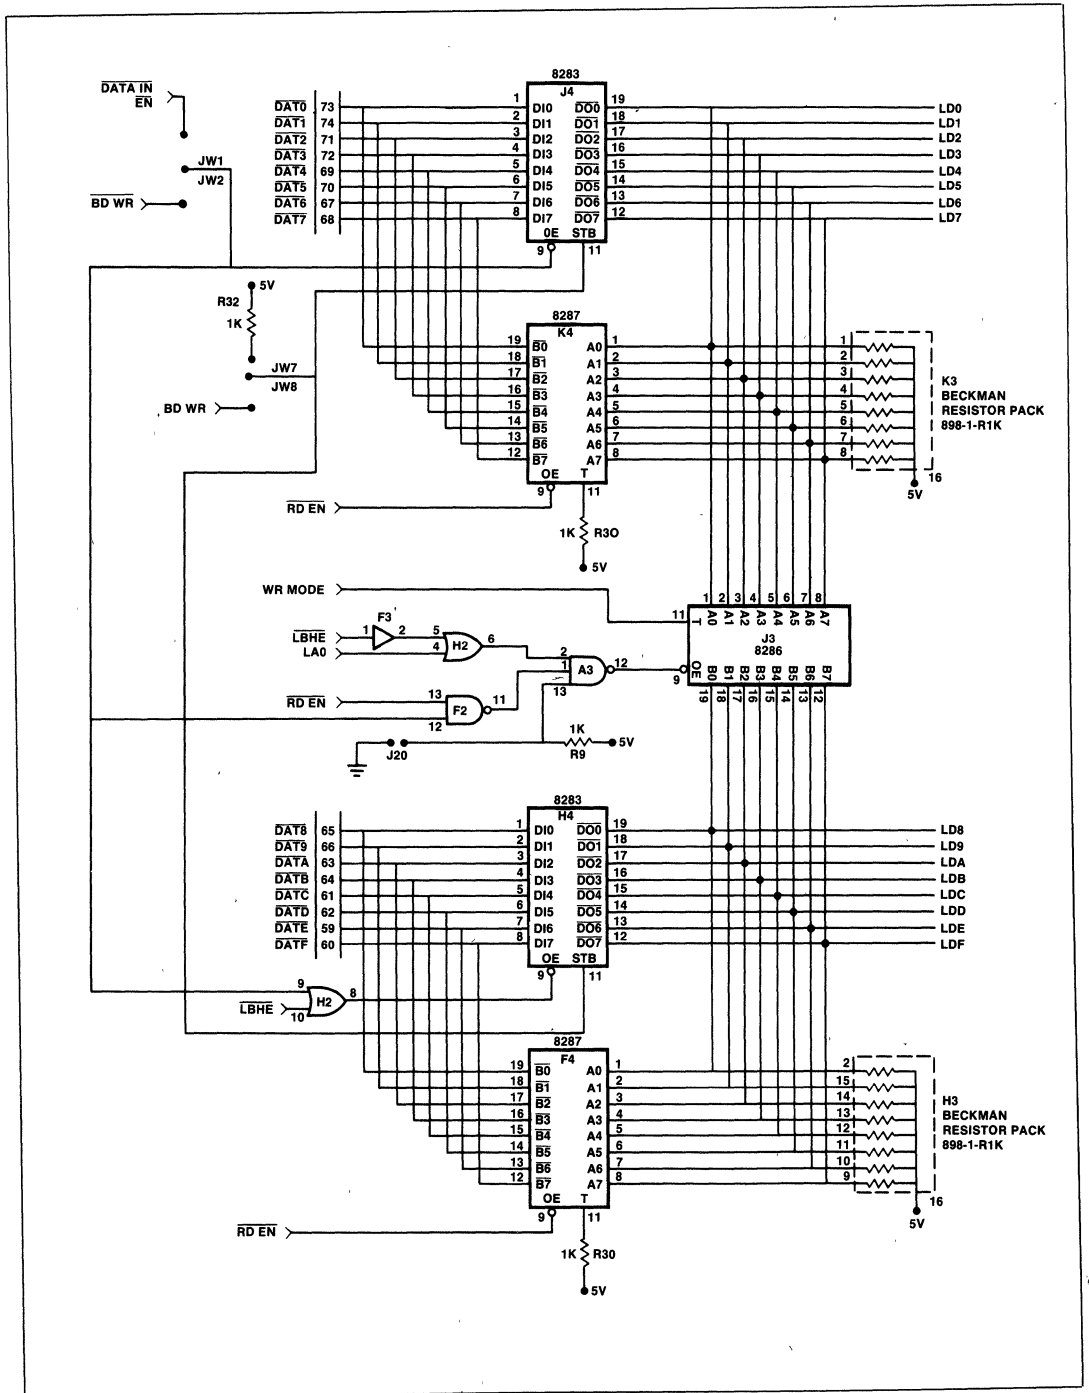 8283
J4
DATA IN
EN
JW1
JW2
BD WR
DAT0 73
DAT1 74
DAT2 71
DAT3 72
DAT4 69
DAT5 70
DAT6 67
DAT7 68
1 DI0 DO0 19 LD0
2 DI1 DO1 18 LD1
3 DI2 DO2 17 LD2
4 DI3 DO3 16 LD3
5 DI4 DO4 15 LD4
6 DI5 DO5 14 LD5
7 DI6 DO6 13 LD6
8 DI7 DO7 12 LD7
OE STB
9 11
5V
R32
1K
JW7
JW8
BD WR
8287
K4
19 B0 A0 1
18 B1 A1 2
17 B2 A2 3
16 B3 A3 4
15 B4 A4 5
14 B5 A5 6
13 B6 A6 7
12 B7 A7 8
OE T
9 11
1
2
3
4
5
6
7
8
K3
BECKMAN
RESISTOR PACK
898-1-R1K
16
5V
RD EN
1K R30
5V
WR MODE
F3
LBHE 1 2 5
LA0 4
H2 6
2
1
13
A3 12
RD EN 13
12
F2 11
J20
1K
R9
5V
1 2 3 4 5 6 7 8
11 T A0 A1 A2 A3 A4 A5 A6 A7
J3
8286
9 OE B0 B1 B2 B3 B4 B5 B6 B7
19 18 17 16 15 14 13 12
8283
H4
DAT8 65
DAT9 66
DATA 63
DATB 64
DATC 61
DATD 62
DATE 59
DATF 60
1 DI0 DO0 19 LD8
2 DI1 DO1 18 LD9
3 DI2 DO2 17 LDA
4 DI3 DO3 16 LDB
5 DI4 DO4 15 LDC
6 DI5 DO5 14 LDD
7 DI6 DO6 13 LDE
8 DI7 DO7 12 LDF
OE STB
9 11
9
LBHE 10
H2 8
8287
F4
19 B0 A0 1
18 B1 A1 2
17 B2 A2 3
16 B3 A3 4
15 B4 A4 5
14 B5 A5 6
13 B6 A6 7
12 B7 A7 8
OE T
9 11
2
15
14
13
12
11
10
9
H3
BECKMAN
RESISTOR PACK
898-1-R1K
16
5V
RD EN
1K R30
5V